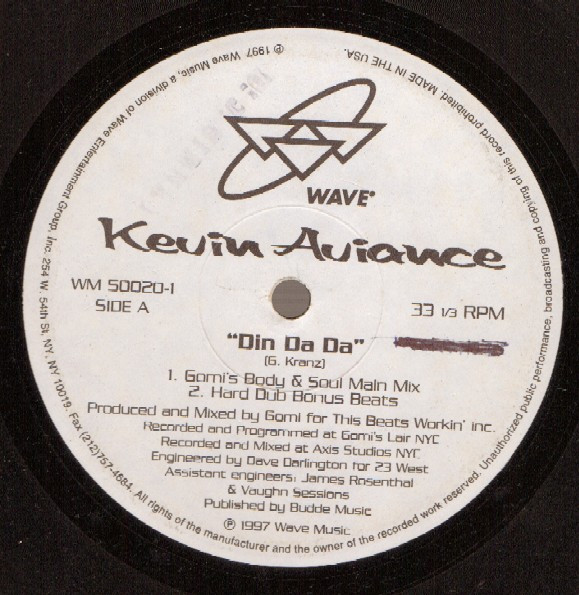 WAVE
Kevin Aviance
WM 50020-1
SIDE A
33 1/3 RPM
"Din Da Da"
(G. Kranz)
1. Gomi's Body & Soul Main Mix
2. Hard Dub Bonus Beats
Produced and Mixed by Gomi for This Beats Workin' inc.
Recorded and Programmed at Gomi's Lair NYC
Recorded and Mixed at Axis Studios NYC
Engineered by Dave Darlington for 23 West
Assistant engineers: James Rosenthal
& Vaughn Sessions
Published by Budde Music
℗ 1997 Wave Music
℗ 1997 Wave Music, a division of Wave Entertainment Group, Inc. 254 W. 54th St. NY, NY 10019. Fax (212)757-4684. All rights of the manufacturer and the owner of the recorded work reserved. Unauthorized public performance, broadcasting and copying of this record prohibited. MADE IN THE USA.